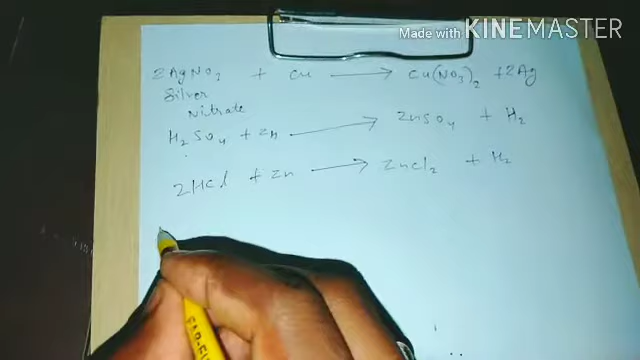 Made with KINEMASTER
2AgNO3 + Cu → Cu(NO3)2 + 2Ag
Silver
Nitrate
H2SO4 + Zn → ZnSO4 + H2
2HCl + Zn → ZnCl2 + H2